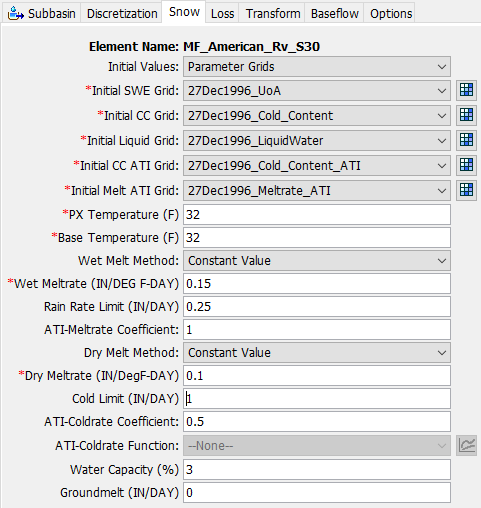 Subbasin Discretization Snow Loss Transform Baseflow Options
Element Name: MF_American_Rv_S30
Initial Values: Parameter Grids
*Initial SWE Grid: 27Dec1996_UoA
*Initial CC Grid: 27Dec1996_Cold_Content
*Initial Liquid Grid: 27Dec1996_LiquidWater
*Initial CC ATI Grid: 27Dec1996_Cold_Content_ATI
*Initial Melt ATI Grid: 27Dec1996_Meltrate_ATI
*PX Temperature (F) 32
*Base Temperature (F) 32
Wet Melt Method: Constant Value
*Wet Meltrate (IN/DEG F-DAY) 0.15
Rain Rate Limit (IN/DAY) 0.25
ATI-Meltrate Coefficient: 1
Dry Melt Method: Constant Value
*Dry Meltrate (IN/DegF-DAY) 0.1
Cold Limit (IN/DAY) 1
ATI-Coldrate Coefficient: 0.5
ATI-Coldrate Function: --None--
Water Capacity (%) 3
Groundmelt (IN/DAY) 0